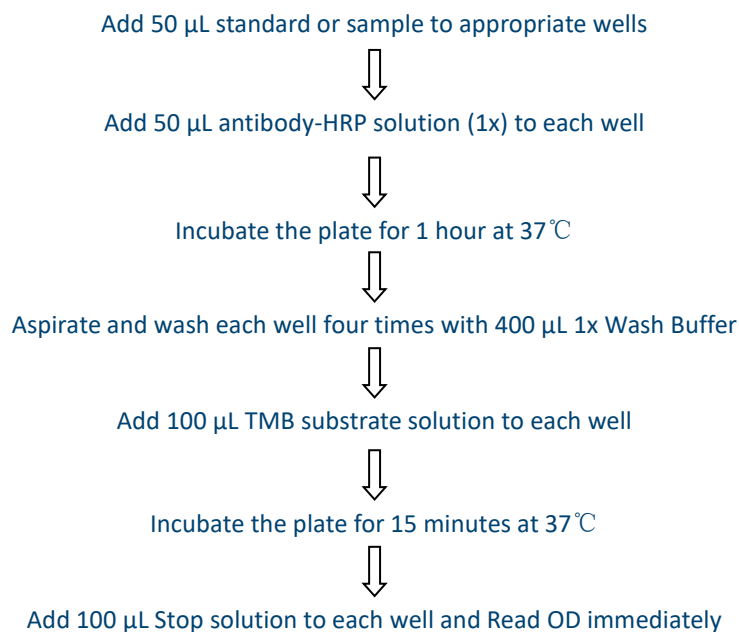 Add 50 µL standard or sample to appropriate wells
Add 50 µL antibody-HRP solution (1x) to each well
Incubate the plate for 1 hour at 37℃
Aspirate and wash each well four times with 400 µL 1x Wash Buffer
Add 100 µL TMB substrate solution to each well
Incubate the plate for 15 minutes at 37℃
Add 100 µL Stop solution to each well and Read OD immediately